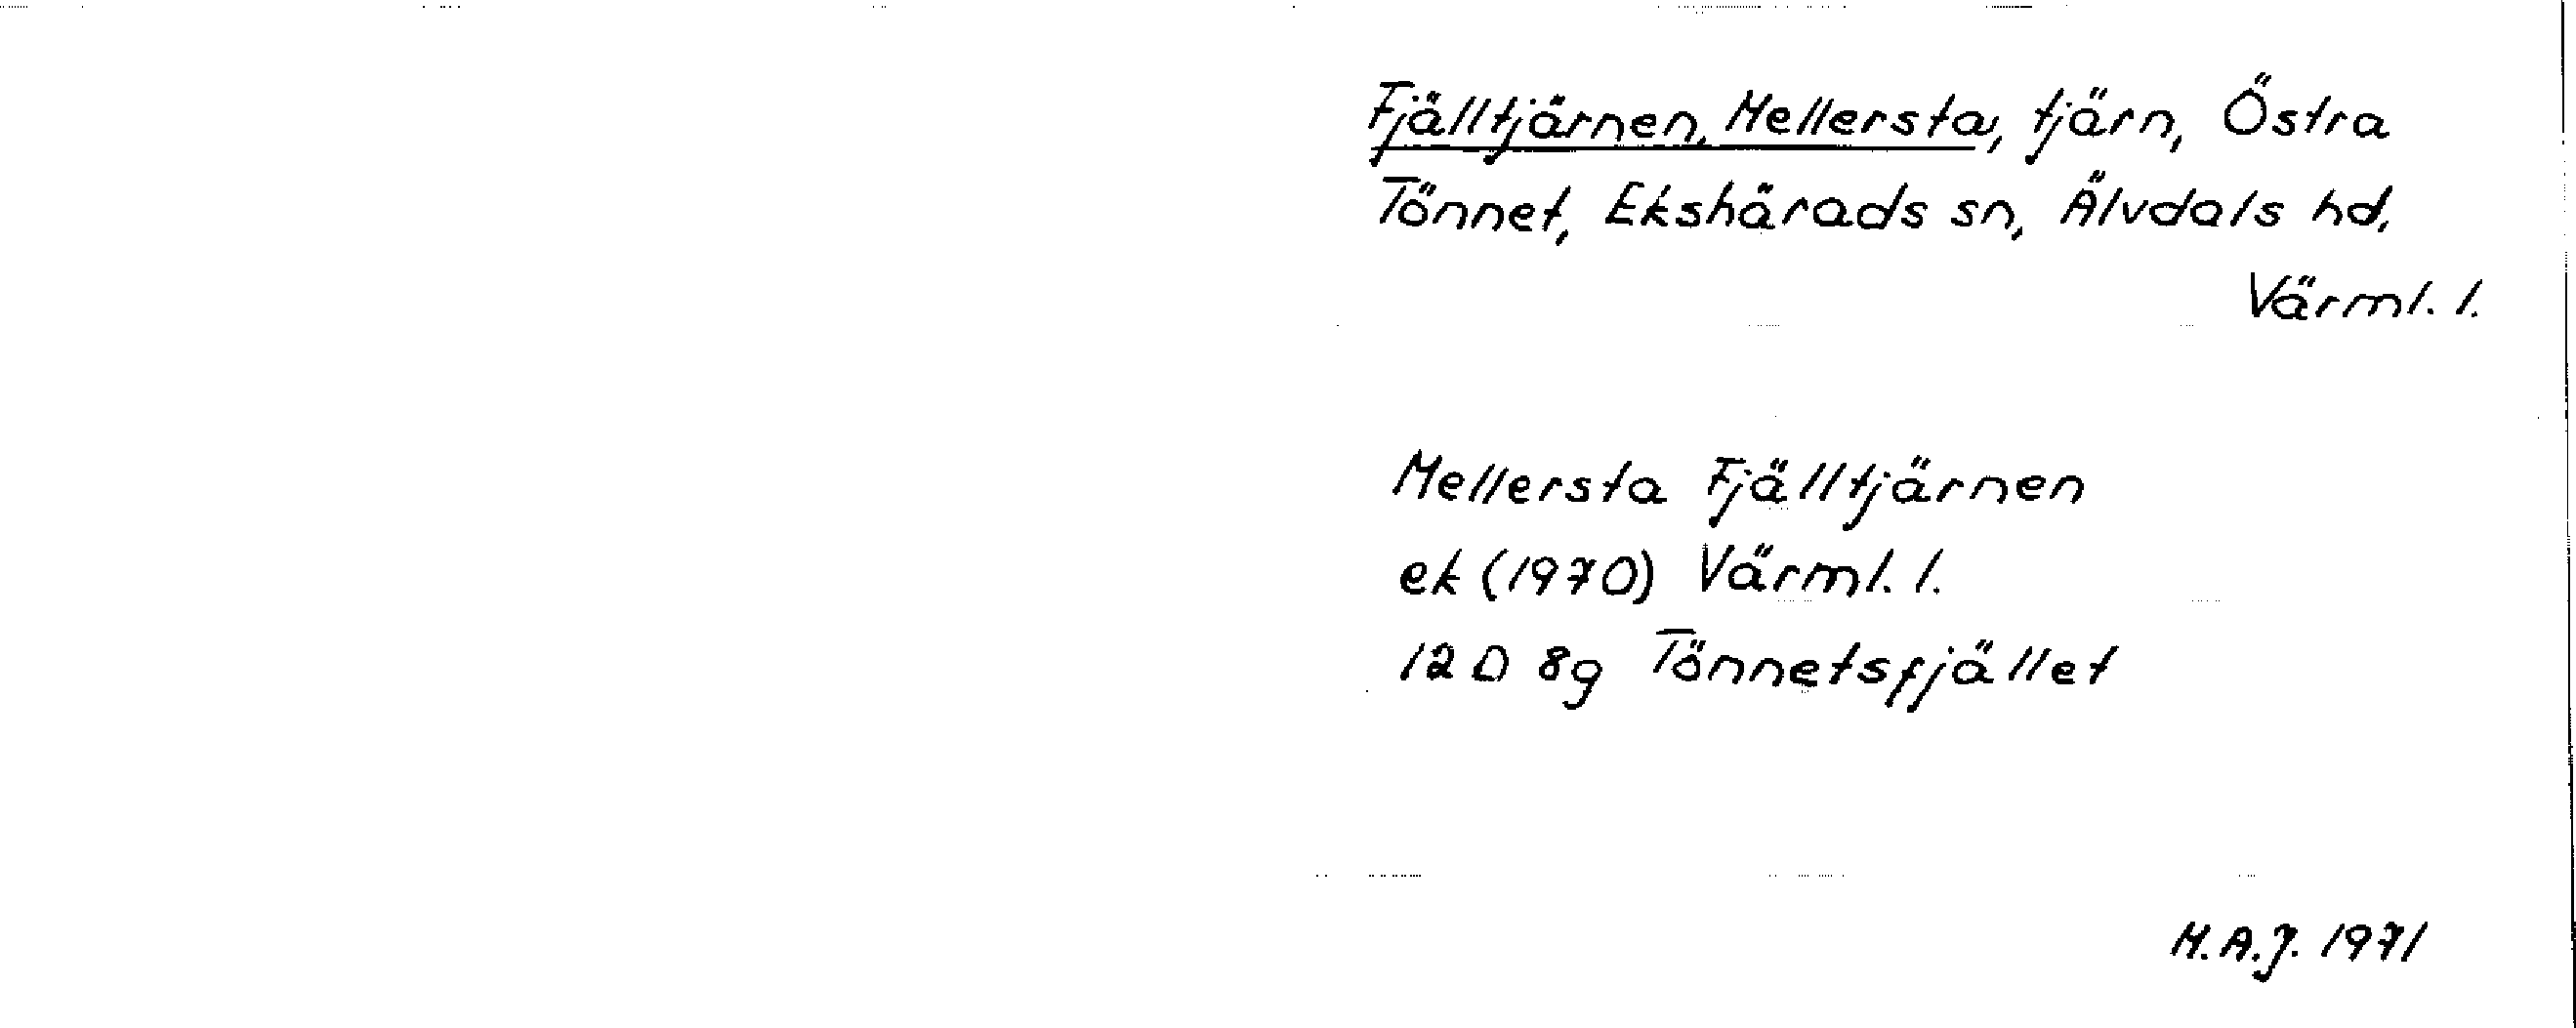 Fjälltjärnen, Mellersta, tjärn, Östra
Tönnet, Ekshärads sn, Älvdals hd,
Värml. l.
Mellersta Fjälltjärnen
ek (1970) Värml. l.
12 D 8g Tönnetsfjället
M.A.J. 1971